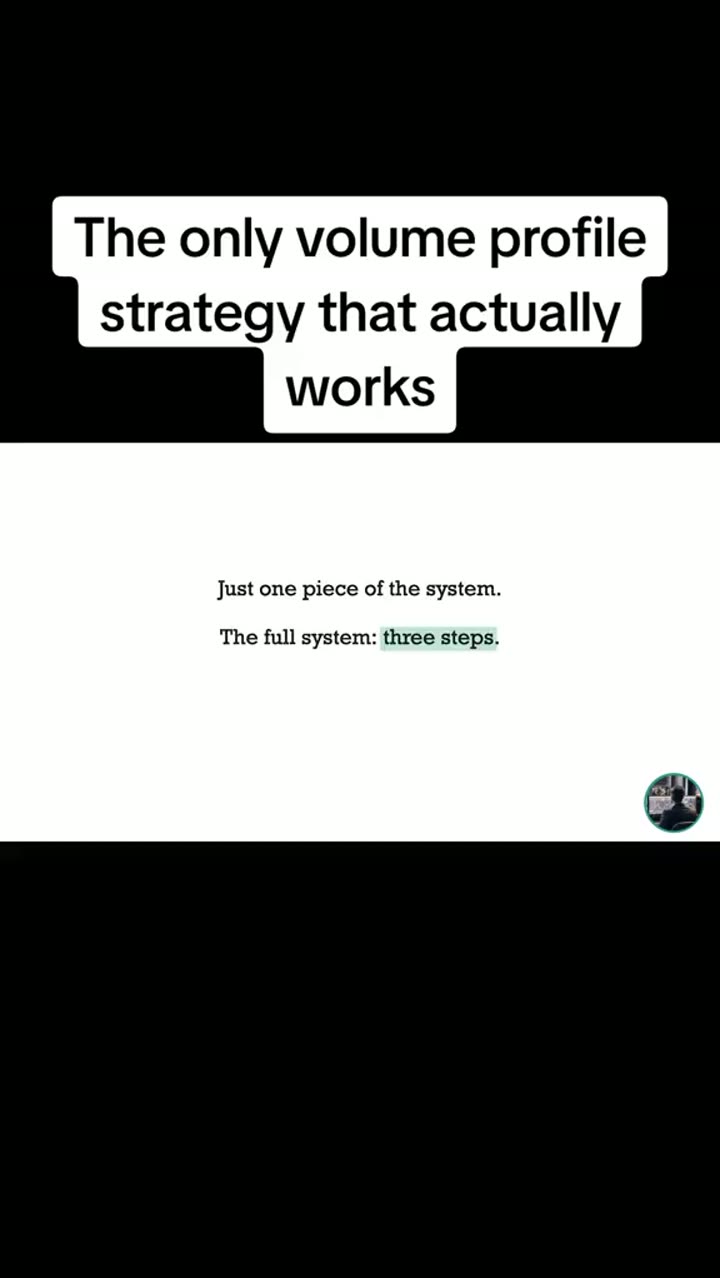 The only volume profile
strategy that actually
works
Just one piece of the system.
The full system: three steps.